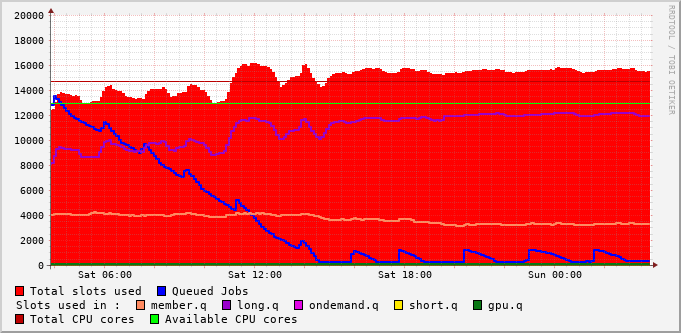 20000
18000
16000
14000
12000
10000
8000
6000
4000
2000
0
Sat 06:00 Sat 12:00 Sat 18:00 Sun 00:00
RRDTOOL / TOBI OETIKER
Total slots used Queued Jobs
Slots used in : member.q long.q ondemand.q short.q gpu.q
Total CPU cores Available CPU cores